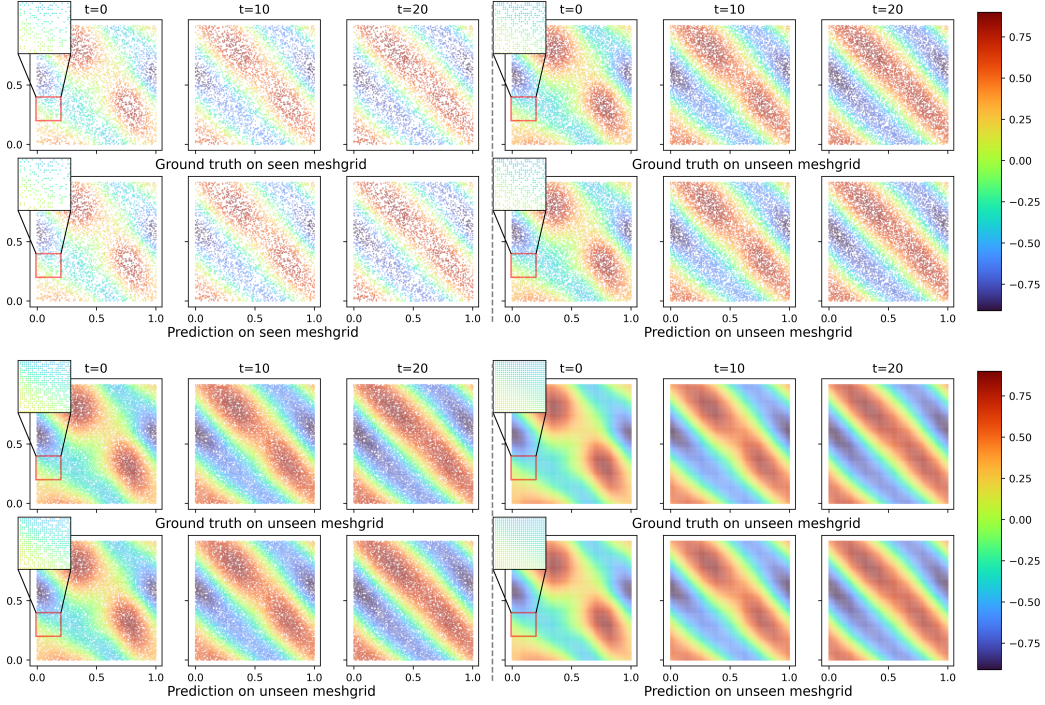 t=0 t=10 t=20 t=0 t=10 t=20
0.75
0.5
0.50
0.0
0.25
Ground truth on seen meshgrid Ground truth on unseen meshgrid
0.00
−0.25
0.5
−0.50
0.0
−0.75
0.0 0.5 1.0 0.0 0.5 1.0 0.0 0.5 1.0 0.0 0.5 1.0 0.0 0.5 1.0 0.0 0.5 1.0
Prediction on seen meshgrid Prediction on unseen meshgrid
t=0 t=10 t=20 t=0 t=10 t=20
0.75
0.5
0.50
0.0
0.25
Ground truth on unseen meshgrid Ground truth on unseen meshgrid
0.00
−0.25
0.5
−0.50
0.0
−0.75
0.0 0.5 1.0 0.0 0.5 1.0 0.0 0.5 1.0 0.0 0.5 1.0 0.0 0.5 1.0 0.0 0.5 1.0
Prediction on unseen meshgrid Prediction on unseen meshgrid